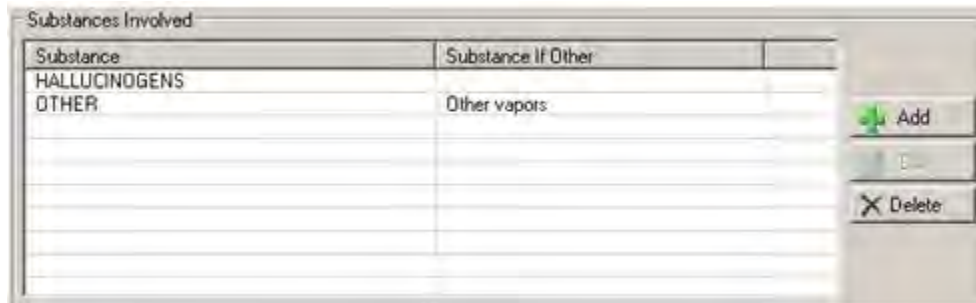 Substances Involved
Substance Substance If Other
HALLUCINOGENS
OTHER Other vapors
Add
Delete